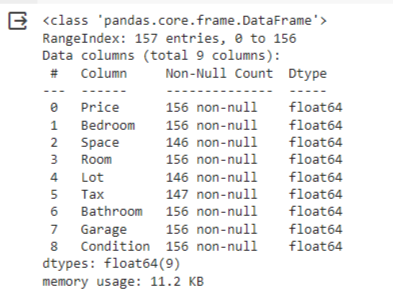 <class 'pandas.core.frame.DataFrame'>
RangeIndex: 157 entries, 0 to 156
Data columns (total 9 columns):
 #   Column     Non-Null Count  Dtype
---  ------     --------------  -----
 0   Price      156 non-null    float64
 1   Bedroom    156 non-null    float64
 2   Space      146 non-null    float64
 3   Room       156 non-null    float64
 4   Lot        146 non-null    float64
 5   Tax        147 non-null    float64
 6   Bathroom   156 non-null    float64
 7   Garage     156 non-null    float64
 8   Condition  156 non-null    float64
dtypes: float64(9)
memory usage: 11.2 KB